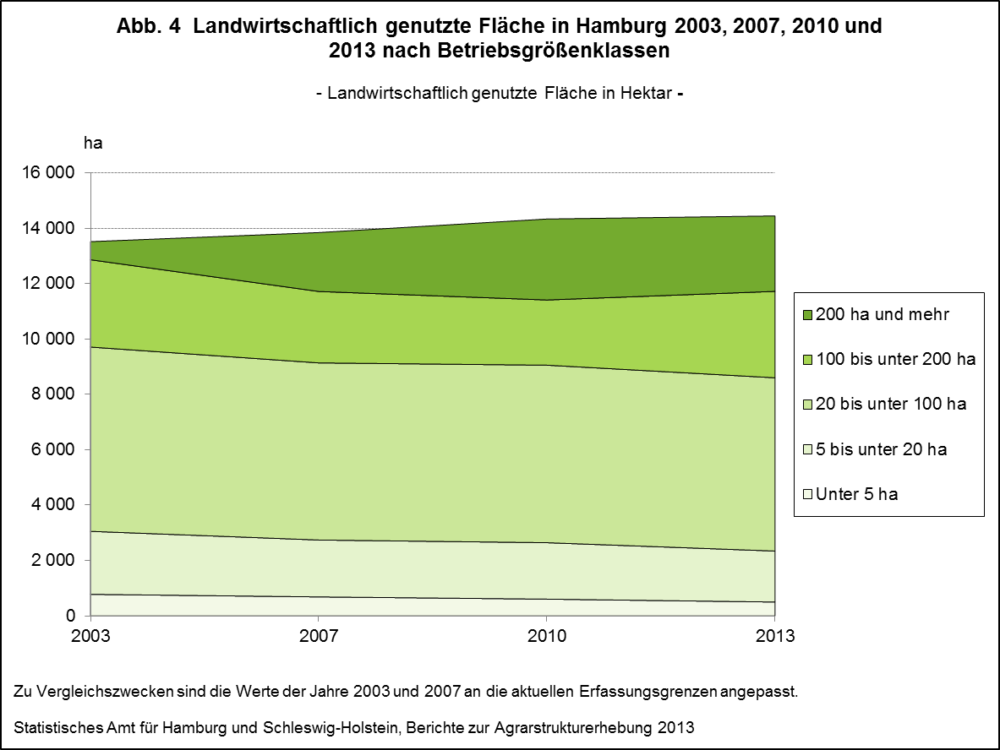 Abb. 4  Landwirtschaftlich genutzte Fläche in Hamburg 2003, 2007, 2010 und
2013 nach Betriebsgrößenklassen
- Landwirtschaftlich genutzte Fläche in Hektar -
ha
16 000
14 000
12 000
10 000
8 000
6 000
4 000
2 000
0
2003 2007 2010 2013
200 ha und mehr
100 bis unter 200 ha
20 bis unter 100 ha
5 bis unter 20 ha
Unter 5 ha
Zu Vergleichszwecken sind die Werte der Jahre 2003 und 2007 an die aktuellen Erfassungsgrenzen angepasst.
Statistisches Amt für Hamburg und Schleswig-Holstein, Berichte zur Agrarstrukturerhebung 2013